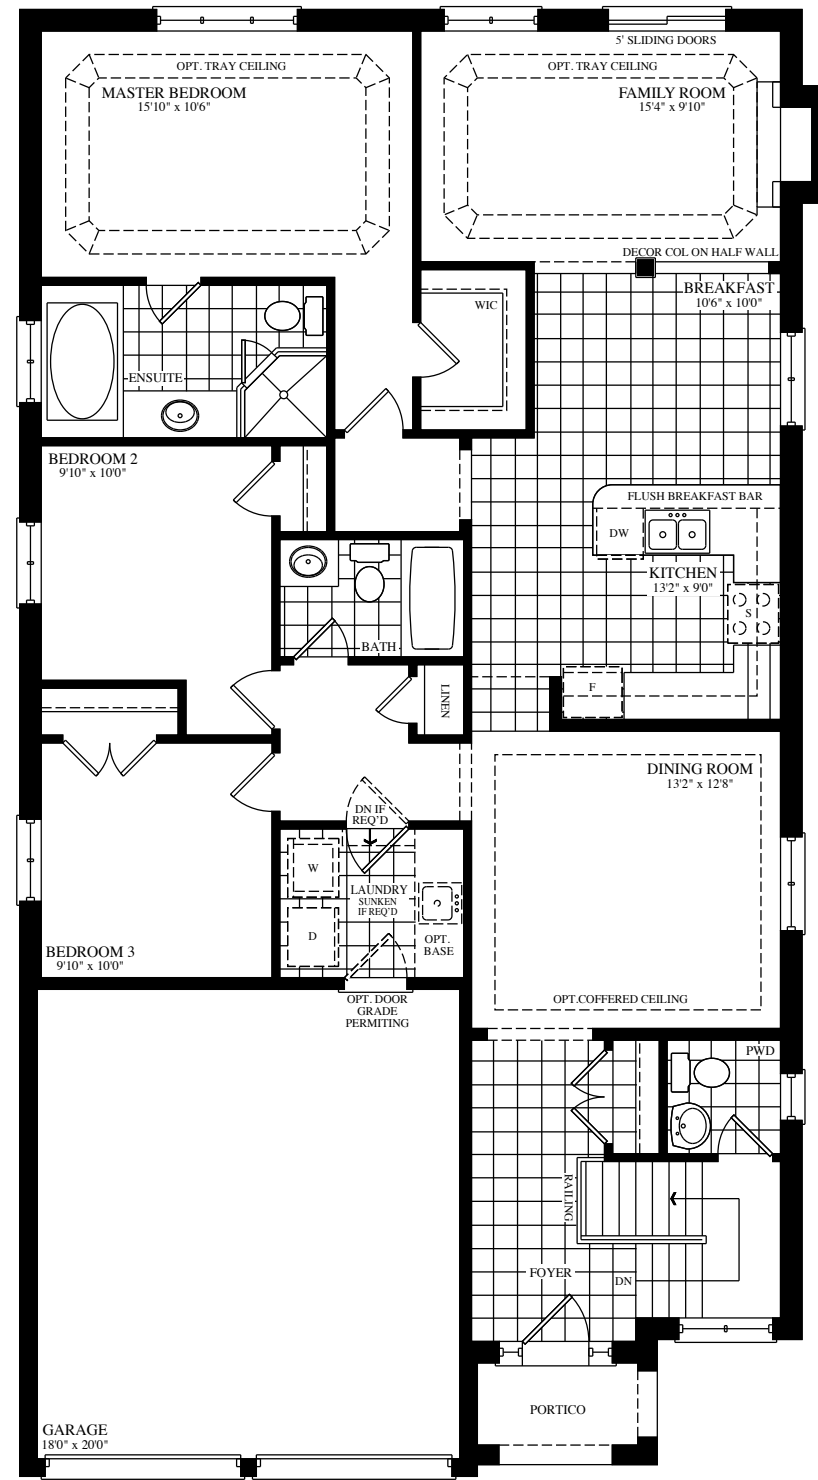 5' SLIDING DOORS
OPT. TRAY CEILING
MASTER BEDROOM
15'10" x 10'6"
OPT. TRAY CEILING
FAMILY ROOM
15'4" x 9'10"
DECOR COL ON HALF WALL
BREAKFAST
10'6" x 10'0"
WIC
ENSUITE
BEDROOM 2
9'10" x 10'0"
FLUSH BREAKFAST BAR
DW
KITCHEN
13'2" x 9'0"
S
F
BATH
LINEN
DINING ROOM
13'2" x 12'8"
OPT.COFFERED CEILING
DN IF
REQ'D
W
D
LAUNDRY
SUNKEN
IF REQ'D
OPT.
BASE
BEDROOM 3
9'10" x 10'0"
OPT. DOOR
GRADE
PERMITING
PWD
RAILING
FOYER
DN
PORTICO
GARAGE
18'0" x 20'0"